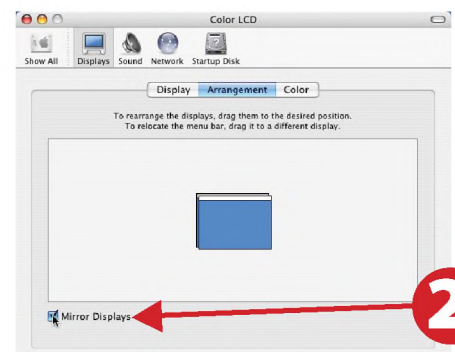 Color LCD
Show All Displays Sound Network Startup Disk
Display Arrangement Color
To rearrange the displays, drag them to the desired position.
To relocate the menu bar, drag it to a different display.
Mirror Displays
2